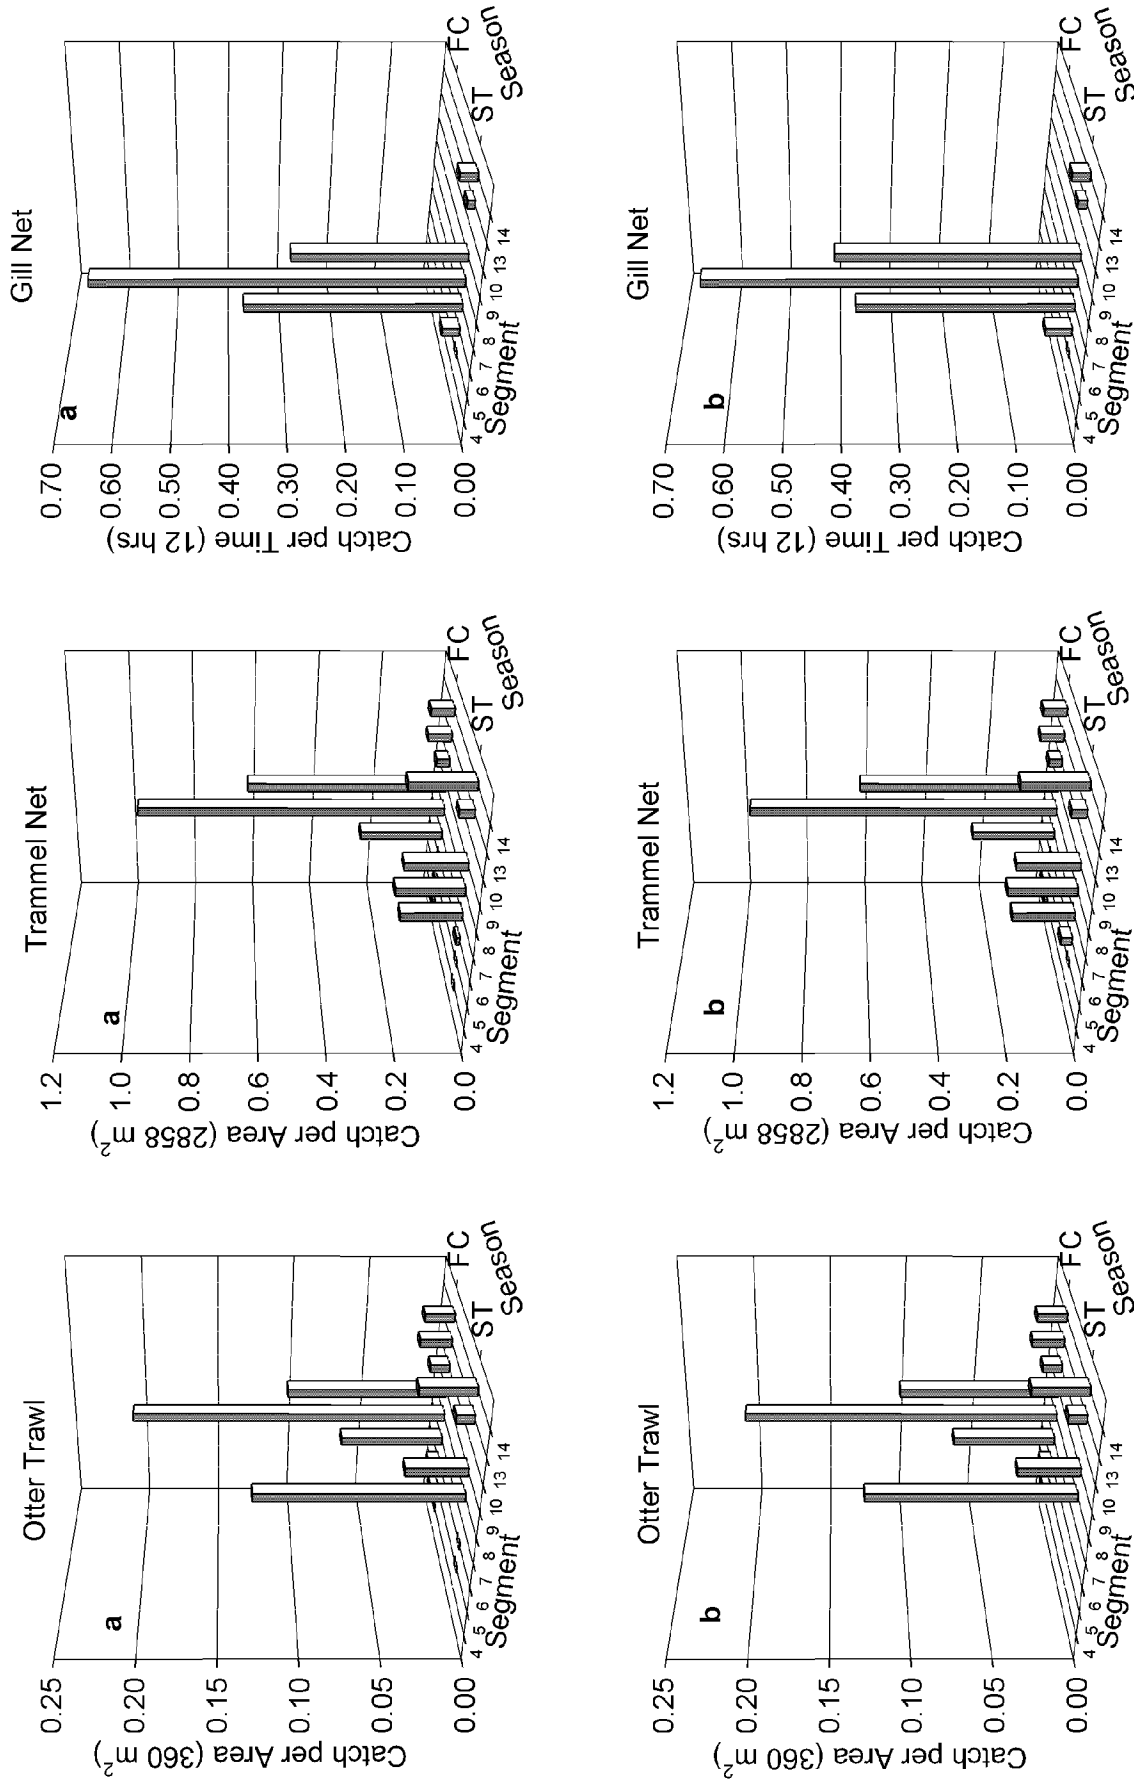 Otter Trawl
a
Catch per Area (360 m²)
0.25
0.20
0.15
0.10
0.05
0.00
4 5 6 7 8 9 10 13 14
Segment
ST FC
Season
Trammel Net
a
Catch per Area (2858 m²)
1.2
1.0
0.8
0.6
0.4
0.2
0.0
4 5 6 7 8 9 10 13 14
Segment
ST FC
Season
Gill Net
a
Catch per Time (12 hrs)
0.70
0.60
0.50
0.40
0.30
0.20
0.10
0.00
4 5 6 7 8 9 10 13 14
Segment
ST FC
Season
Otter Trawl
b
Catch per Area (360 m²)
0.25
0.20
0.15
0.10
0.05
0.00
4 5 6 7 8 9 10 13 14
Segment
ST FC
Season
Trammel Net
b
Catch per Area (2858 m²)
1.2
1.0
0.8
0.6
0.4
0.2
0.0
4 5 6 7 8 9 10 13 14
Segment
ST FC
Season
Gill Net
b
Catch per Time (12 hrs)
0.70
0.60
0.50
0.40
0.30
0.20
0.10
0.00
4 5 6 7 8 9 10 13 14
Segment
ST FC
Season